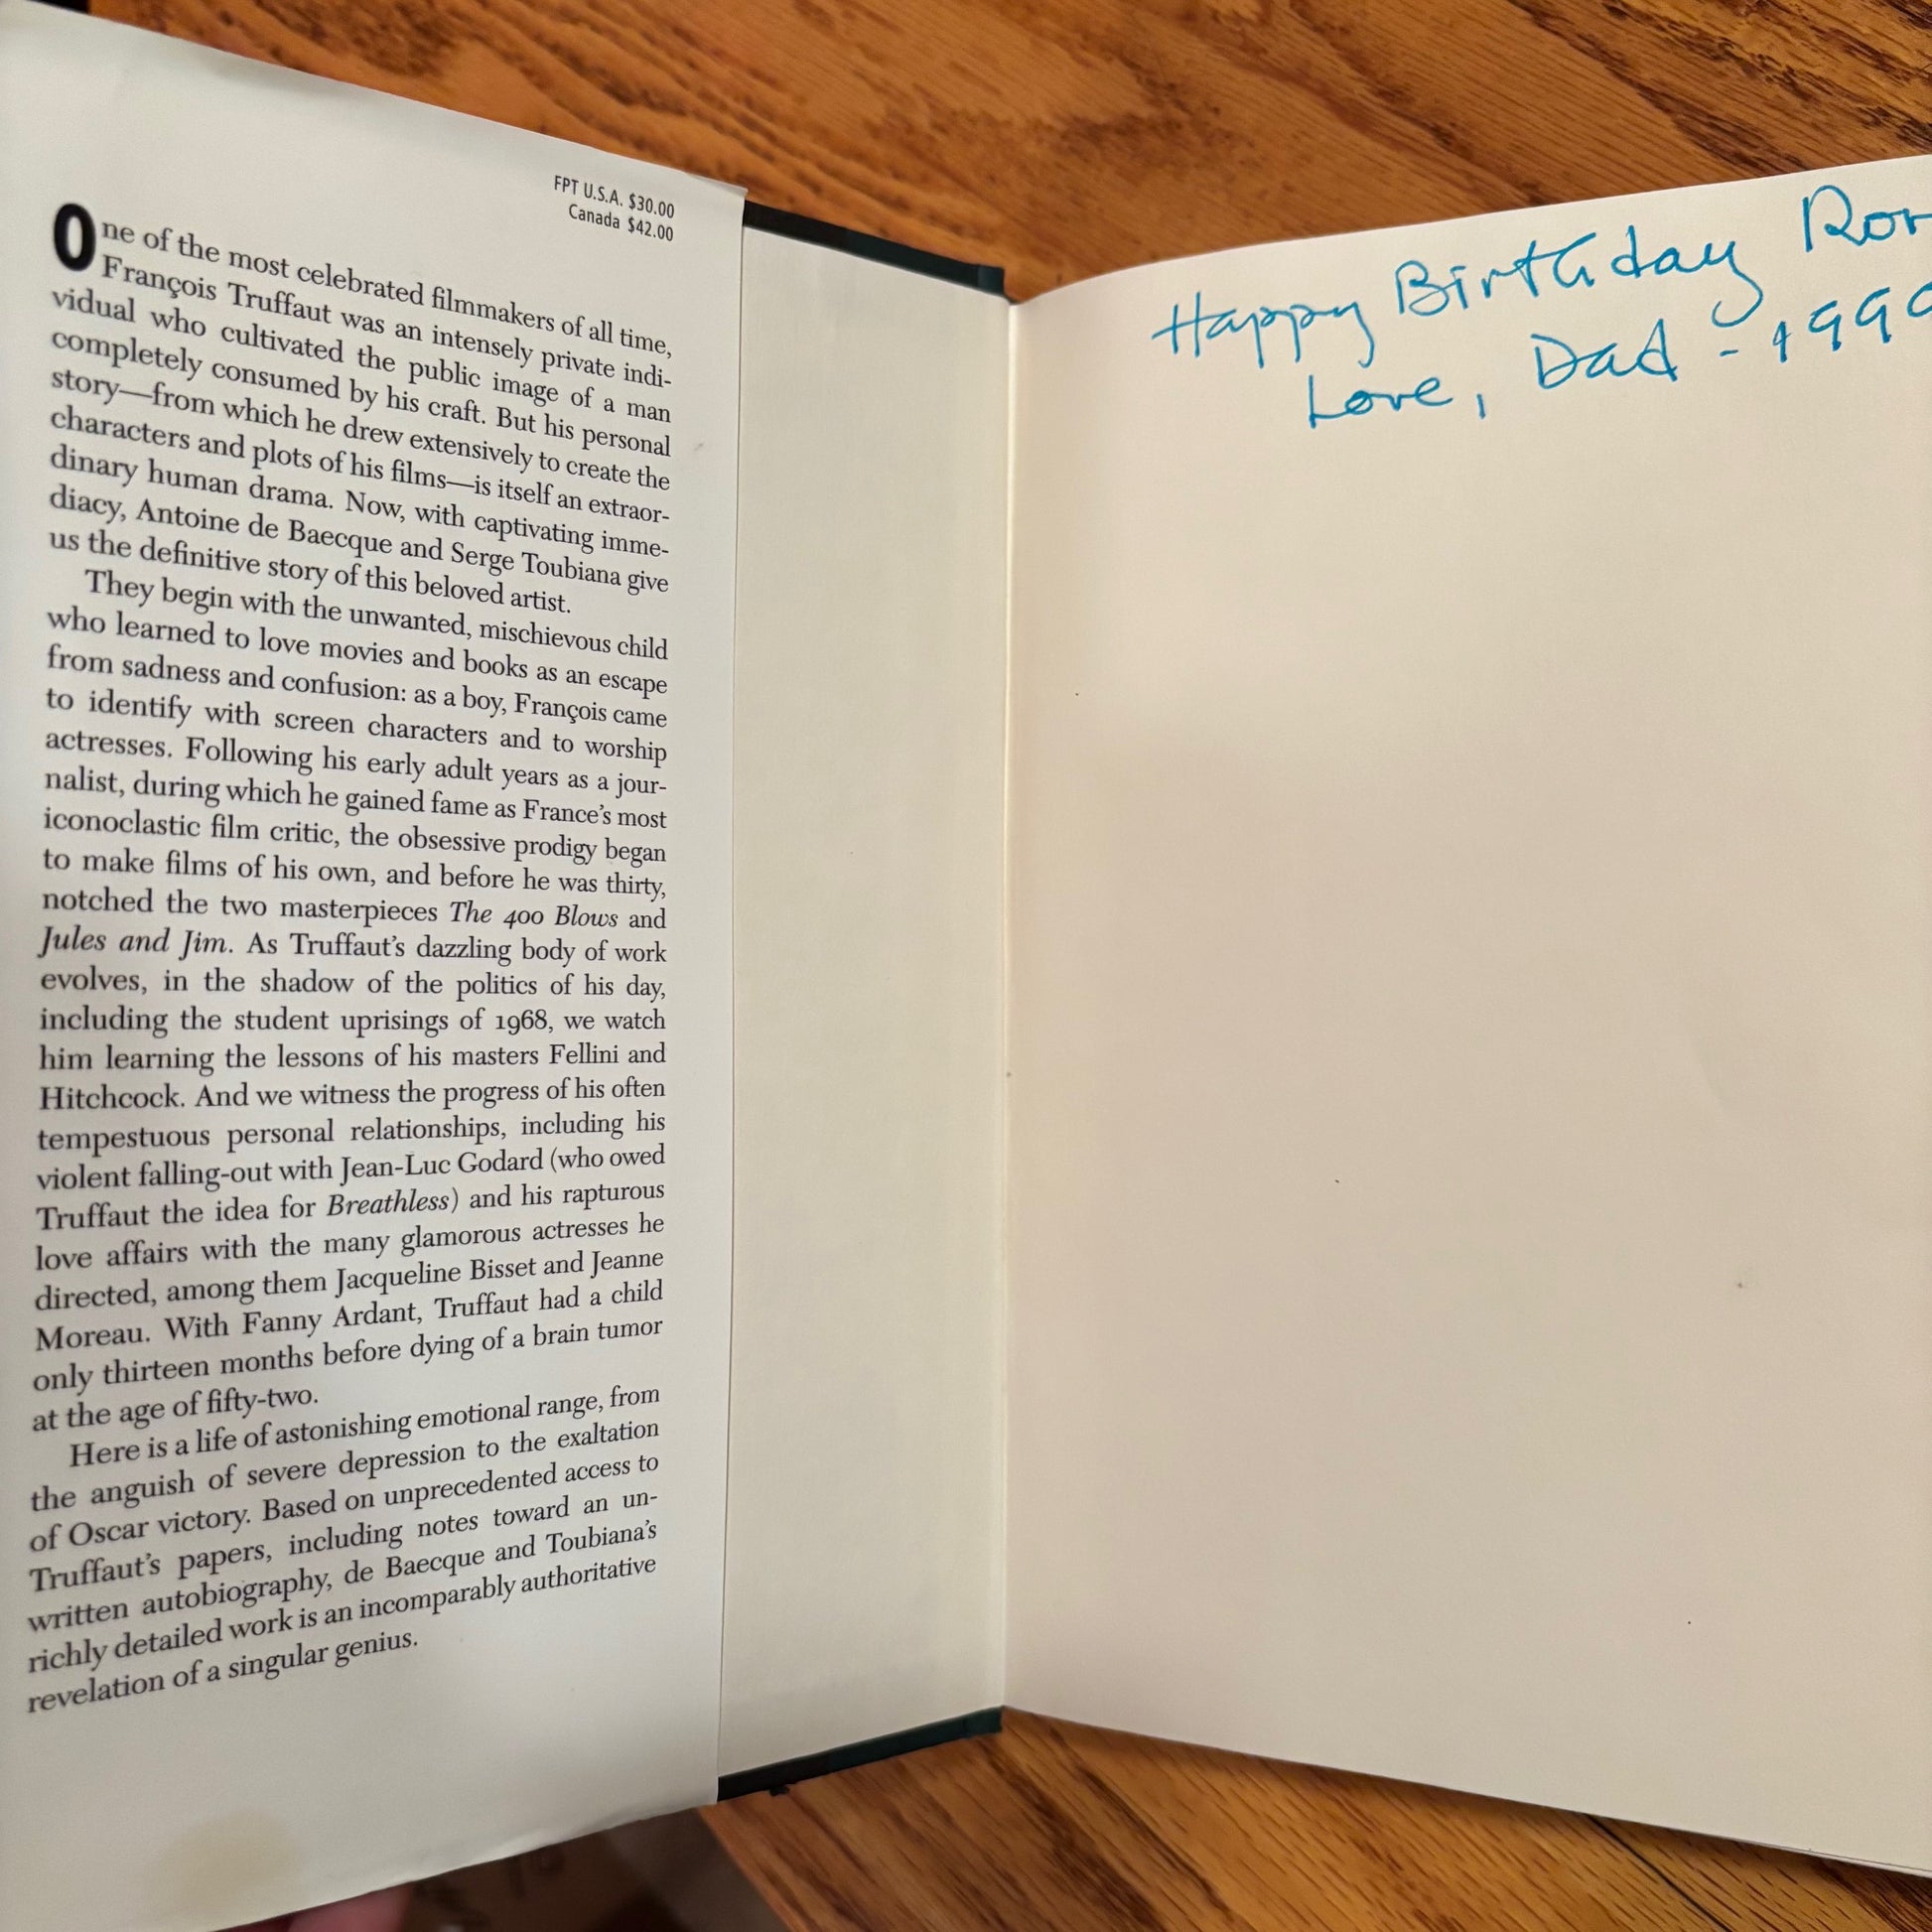 FPT U.S.A. $30.00
Canada $42.00
One of the most celebrated filmmakers of all time,
François Truffaut was an intensely private indi-
vidual who cultivated the public image of a man
completely consumed by his craft. But his personal
story—from which he drew extensively to create the
characters and plots of his films—is itself an extraor-
dinary human drama. Now, with captivating imme-
diacy, Antoine de Baecque and Serge Toubiana give
us the definitive story of this beloved artist.
They begin with the unwanted, mischievous child
who learned to love movies and books as an escape
from sadness and confusion: as a boy, François came
to identify with screen characters and to worship
actresses. Following his early adult years as a jour-
nalist, during which he gained fame as France's most
iconoclastic film critic, the obsessive prodigy began
to make films of his own, and before he was thirty,
notched the two masterpieces The 400 Blows and
Jules and Jim. As Truffaut's dazzling body of work
evolves, in the shadow of the politics of his day,
including the student uprisings of 1968, we watch
him learning the lessons of his masters Fellini and
Hitchcock. And we witness the progress of his often
tempestuous personal relationships, including his
violent falling-out with Jean-Luc Godard (who owed
Truffaut the idea for Breathless) and his rapturous
love affairs with the many glamorous actresses he
directed, among them Jacqueline Bisset and Jeanne
Moreau. With Fanny Ardant, Truffaut had a child
only thirteen months before dying of a brain tumor
at the age of fifty-two.
Here is a life of astonishing emotional range, from
the anguish of severe depression to the exaltation
of Oscar victory. Based on unprecedented access to
Truffaut's papers, including notes toward an un-
written autobiography, de Baecque and Toubiana's
richly detailed work is an incomparably authoritative
revelation of a singular genius.
Happy Birthday
Love, Dad - 1999